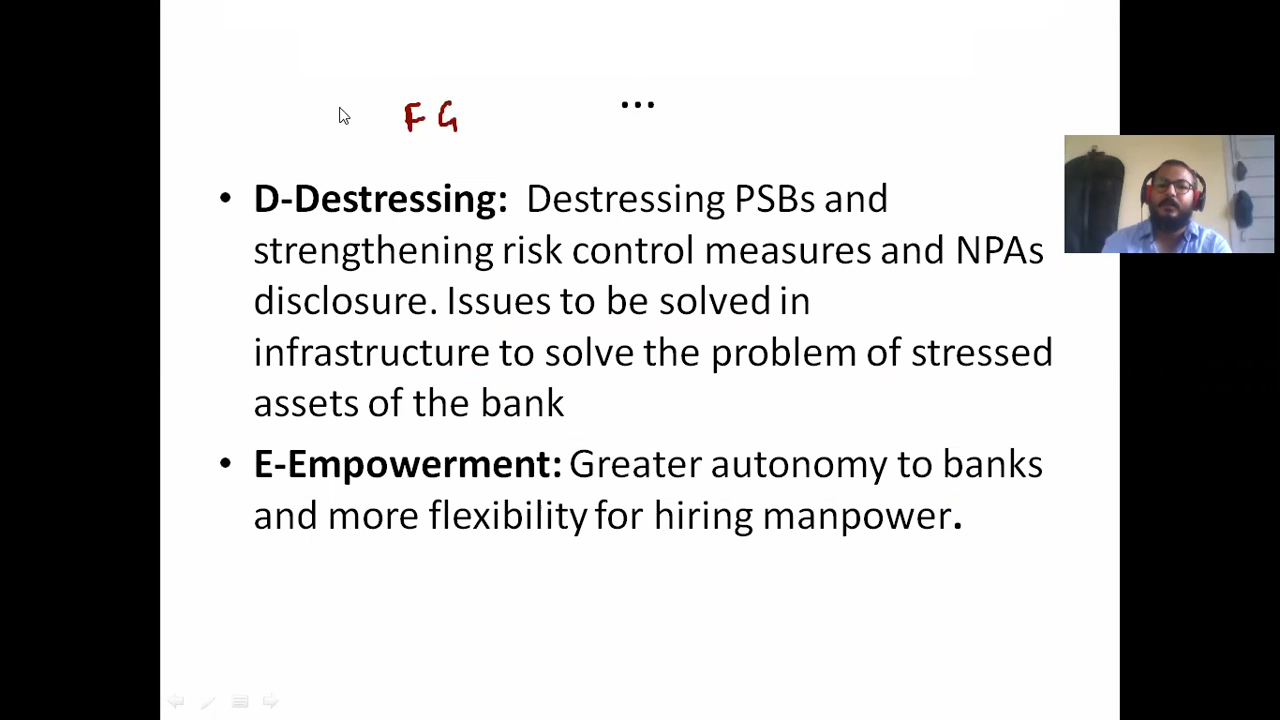 ...
F G
• D-Destressing: Destressing PSBs and
strengthening risk control measures and NPAs
disclosure. Issues to be solved in
infrastructure to solve the problem of stressed
assets of the bank
• E-Empowerment: Greater autonomy to banks
and more flexibility for hiring manpower.